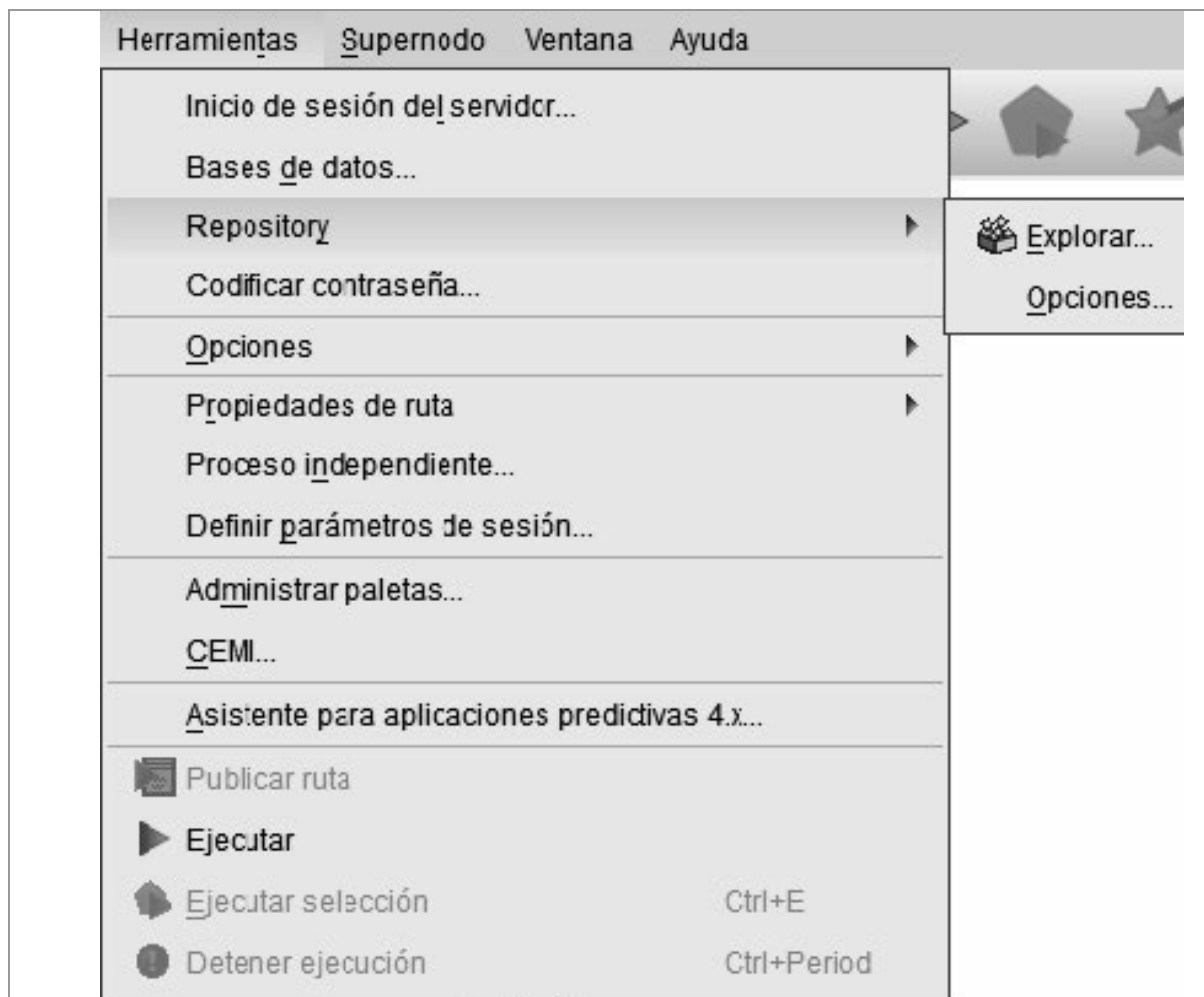 Herramientas Supernodo Ventana Ayuda
Inicio de sesión del servidor...
Bases de datos...
Repository
Explorar...
Codificar contraseña...
Opciones...
Opciones
Propiedades de ruta
Proceso independiente...
Definir parámetros de sesión...
Administrar paletas...
CEMI...
Asistente para aplicaciones predictivas 4.x...
Publicar ruta
Ejecutar
Ejecutar selección Ctrl+E
Detener ejecución Ctrl+Period